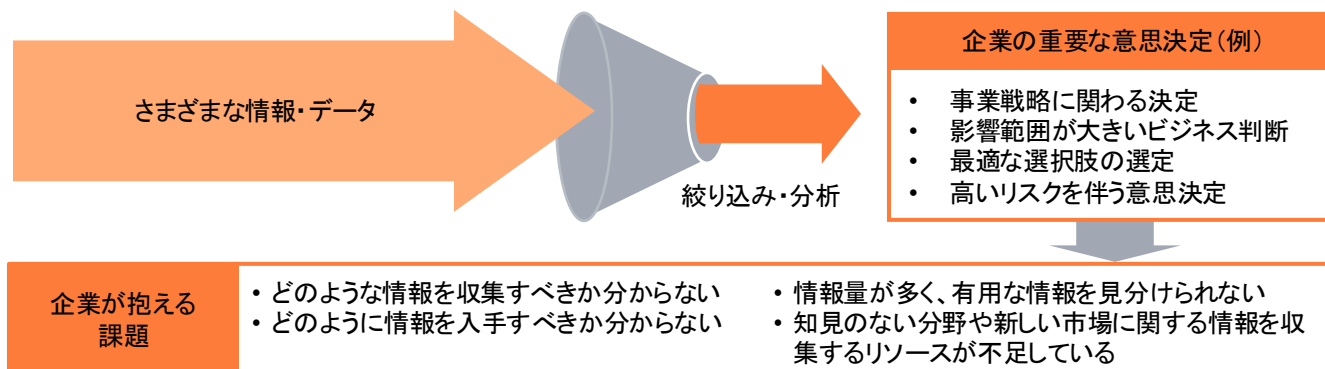 さまざまな情報・データ
絞り込み・分析
企業の重要な意思決定（例）
• 事業戦略に関わる決定
• 影響範囲が大きいビジネス判断
• 最適な選択肢の選定
• 高いリスクを伴う意思決定
企業が抱える
課題
• どのような情報を収集すべきか分からない
• どのように情報を入手すべきか分からない
• 情報量が多く、有用な情報を見分けられない
• 知見のない分野や新しい市場に関する情報を収
集するリソースが不足している